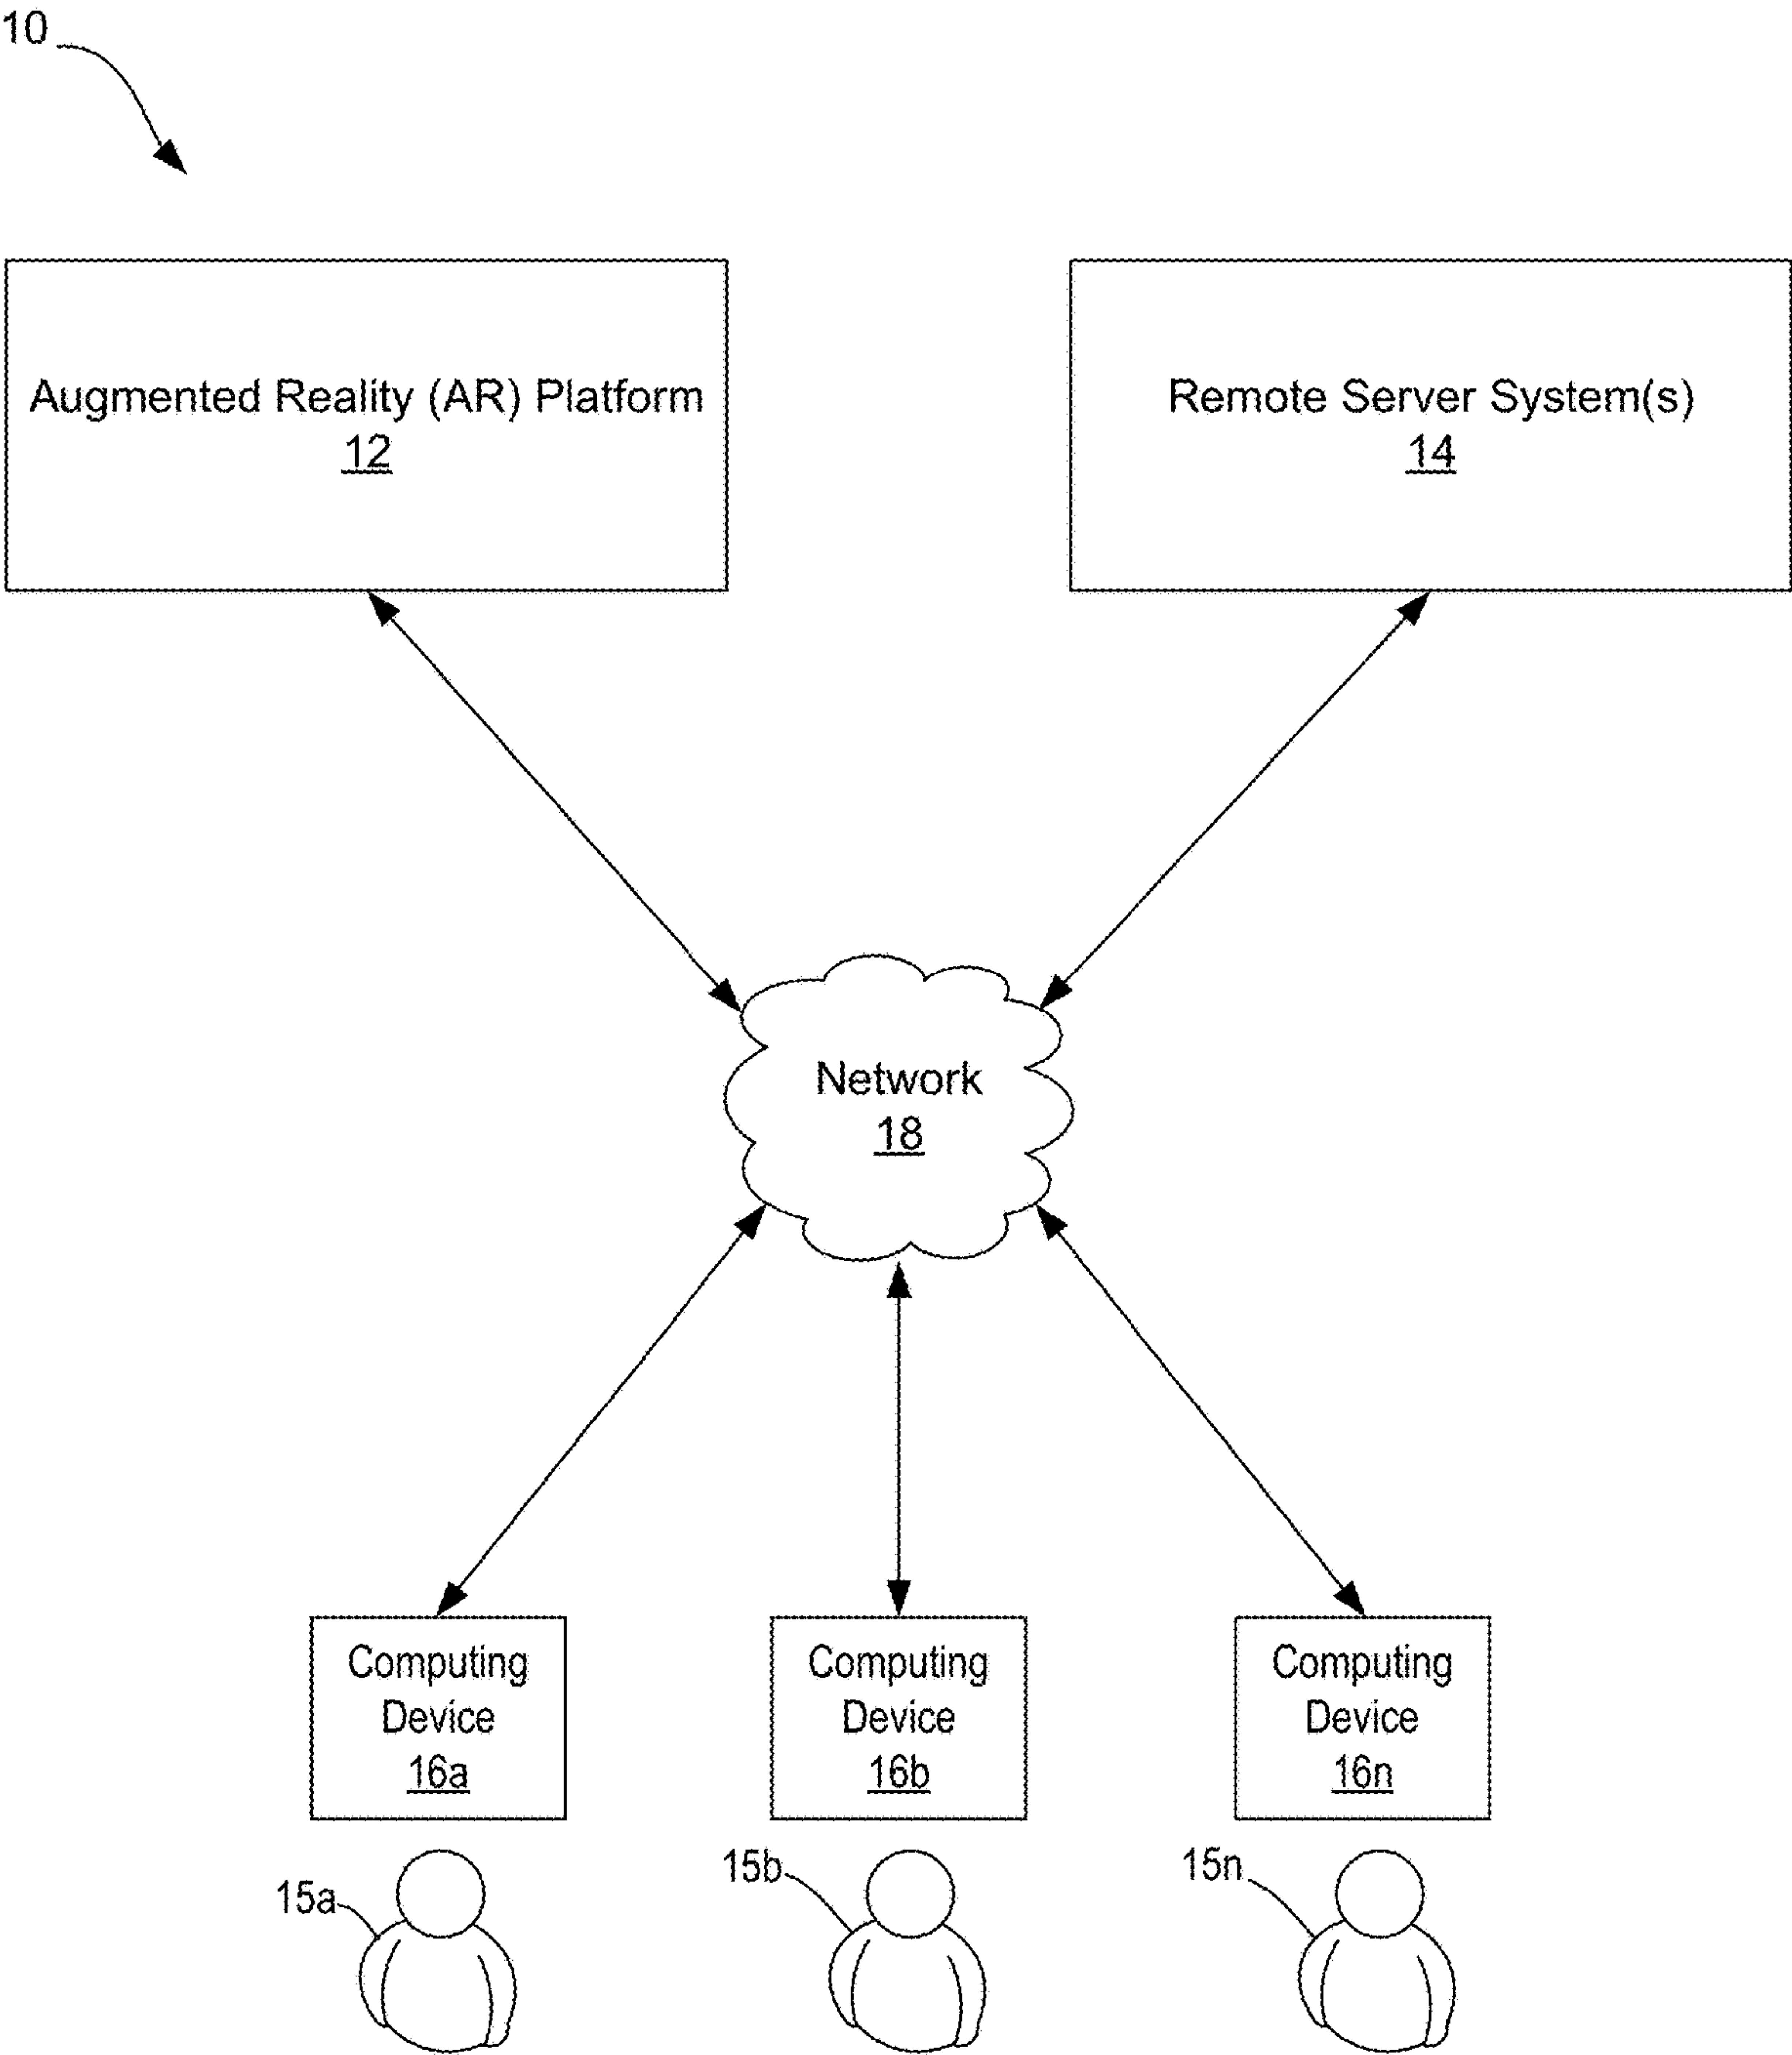 10
Augmented Reality (AR) Platform
12
Remote Server System(s)
14
Network
18
Computing
Device
16a
Computing
Device
16b
Computing
Device
16n
15a
15b
15n